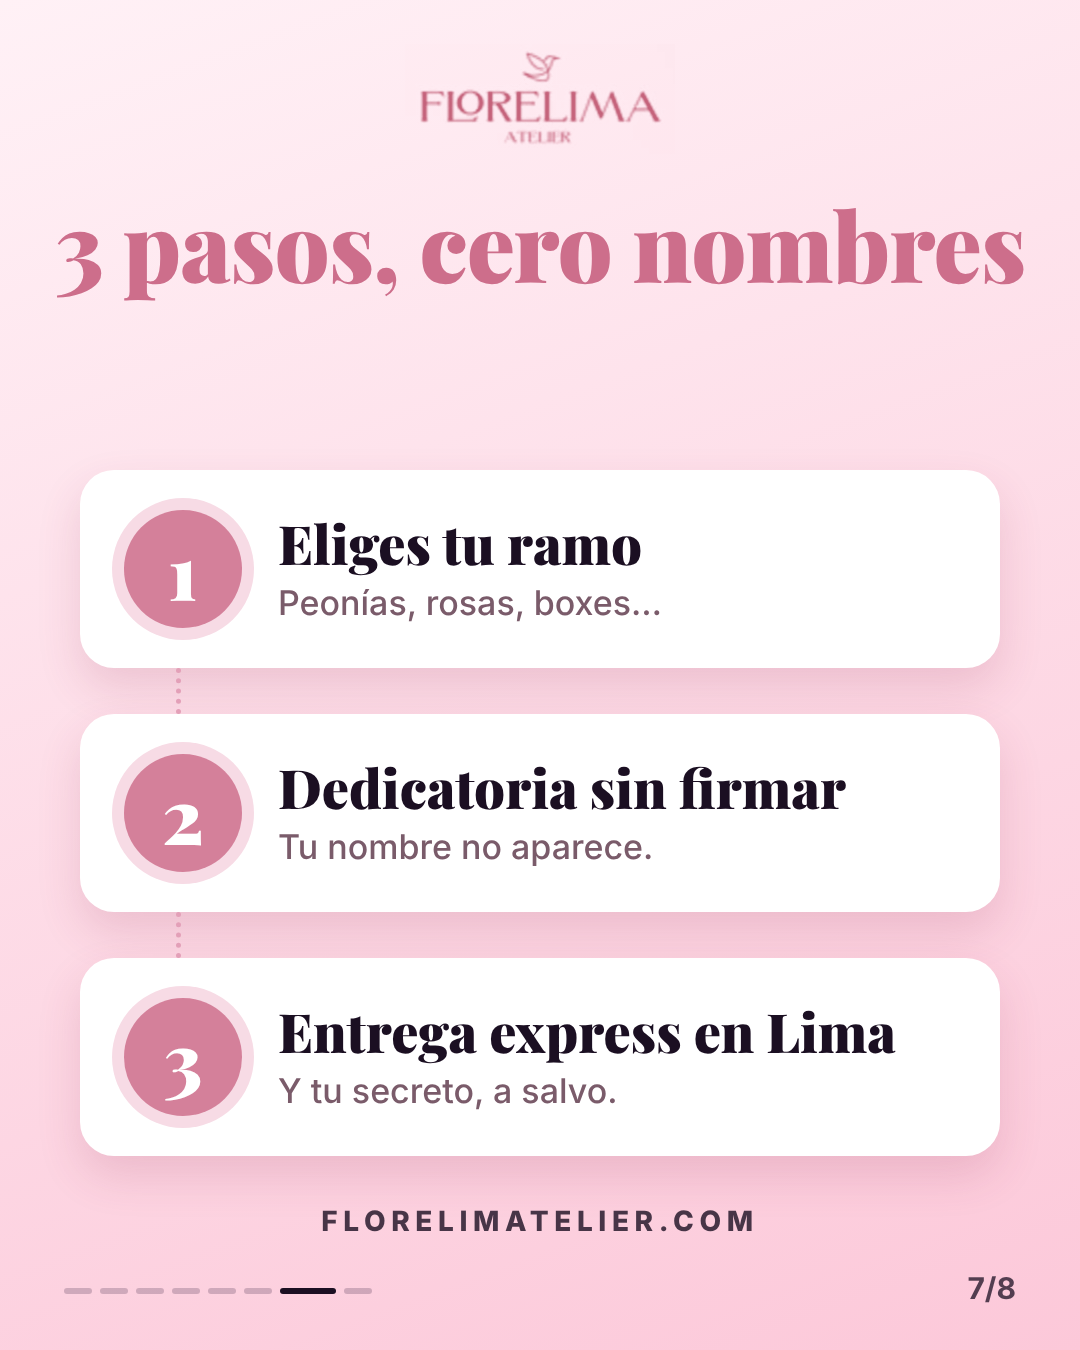 FLORELIMA
ATELIER
3 pasos, cero nombres
1
Eliges tu ramo
Peonías, rosas, boxes...
2
Dedicatoria sin firmar
Tu nombre no aparece.
3
Entrega express en Lima
Y tu secreto, a salvo.
FLORELIMATELIER.COM
7/8